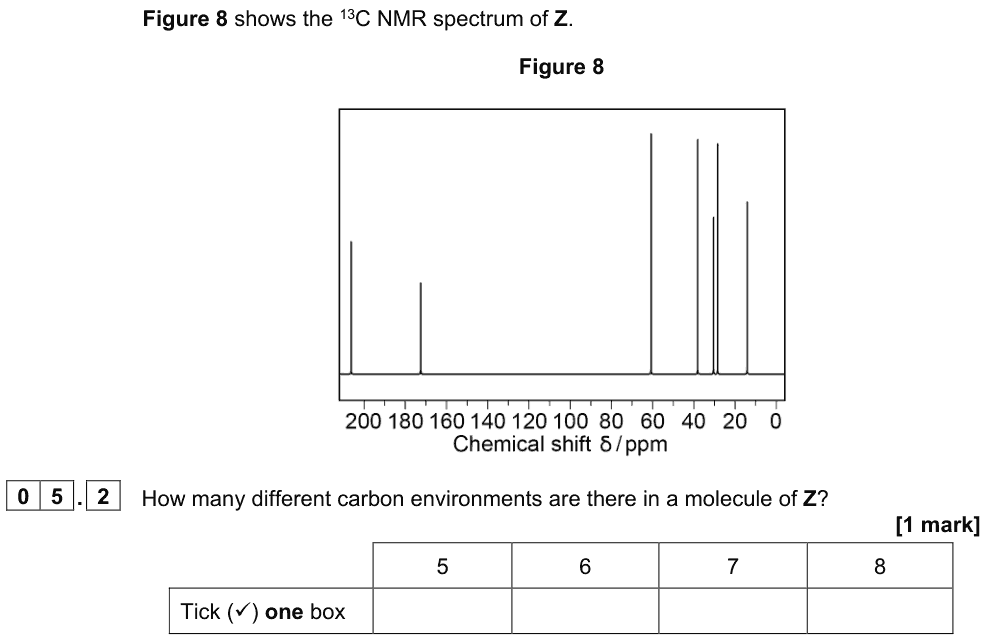 Figure 8 shows the ¹³C NMR spectrum of Z.
Figure 8
200 180 160 140 120 100 80 60 40 20 0
Chemical shift δ/ppm
0 5 . 2 How many different carbon environments are there in a molecule of Z?
[1 mark]
5 6 7 8
Tick (✓) one box